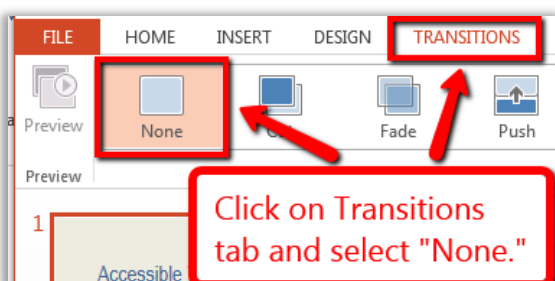 FILE HOME INSERT DESIGN TRANSITIONS
Preview None Fade Push
Preview
1
Click on Transitions
tab and select "None."
Accessible